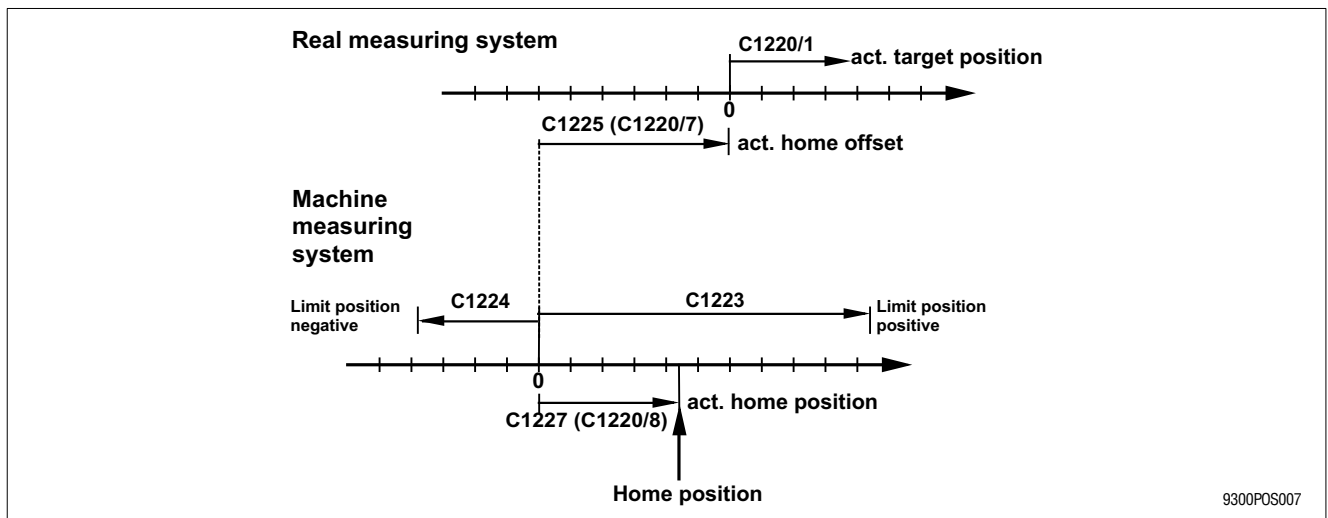 Real measuring system
C1220/1
act. target position
0
C1225 (C1220/7)
act. home offset
Machine
measuring
system
Limit position
negative
C1224
C1223
Limit position
positive
0
act. home position
C1227 (C1220/8)
Home position
9300POS007